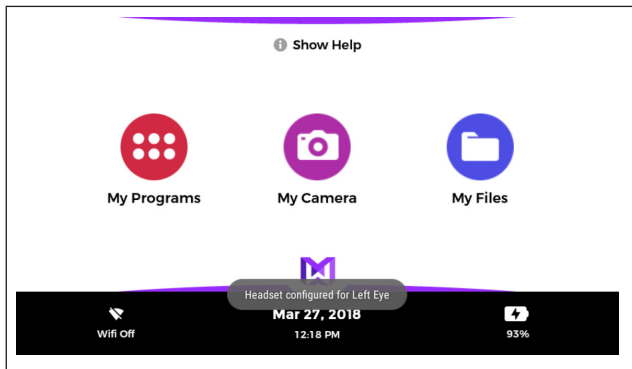 Show Help
My Programs
My Camera
My Files
Headset configured for Left Eye
Mar 27, 2018
Wifi Off
12:18 PM
93%